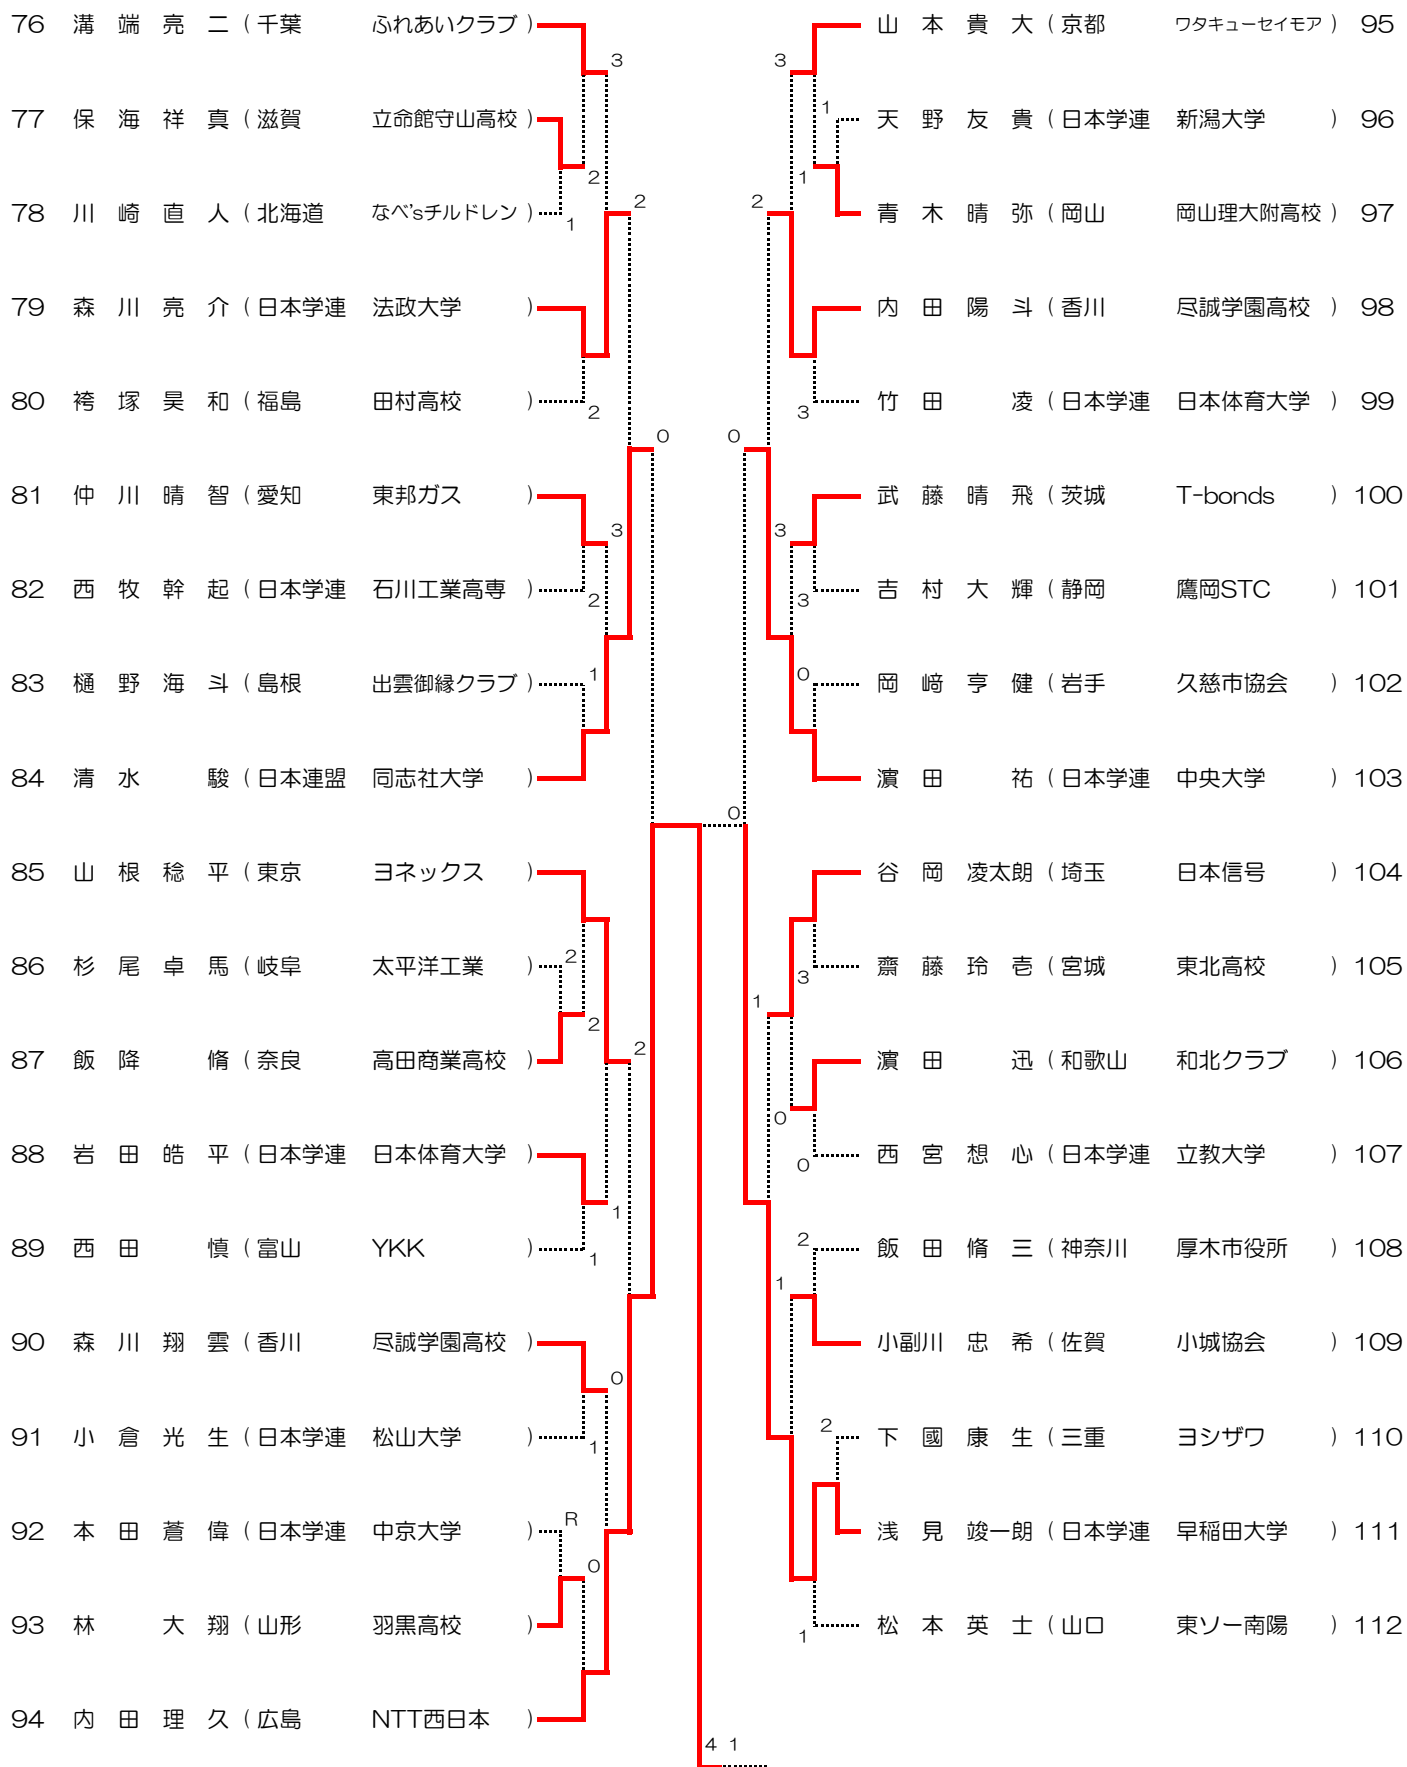 76 溝端亮二（千葉 ふれあいクラブ）
3
77 保海祥真（滋賀 立命館守山高校）
2
78 川崎直人（北海道 なべ'sチルドレン）
1
2
79 森川亮介（日本学連 法政大学）
80 袴塚昊和（福島 田村高校）
2
0
81 仲川晴智（愛知 東邦ガス）
3
82 西牧幹起（日本学連 石川工業高専）
2
83 樋野海斗（島根 出雲御縁クラブ）
1
84 清水駿（日本連盟 同志社大学）
85 山根稔平（東京 ヨネックス）
86 杉尾卓馬（岐阜 太平洋工業）
2
2
87 飯降脩（奈良 高田商業高校）
2
88 岩田皓平（日本学連 日本体育大学）
1
89 西田慎（富山 YKK）
1
90 森川翔雲（香川 尽誠学園高校）
0
91 小倉光生（日本学連 松山大学）
1
92 本田蒼偉（日本学連 中京大学）
R
0
93 林大翔（山形 羽黒高校）
94 内田理久（広島 NTT西日本）
4 1
山本貴大（京都 ワタキューセイモア）95
3
1
天野友貴（日本学連 新潟大学）96
1
青木晴弥（岡山 岡山理大附高校）97
2
内田陽斗（香川 尽誠学園高校）98
竹田凌（日本学連 日本体育大学）99
3
0
武藤晴飛（茨城 T-bonds）100
3
吉村大輝（静岡 鷹岡STC）101
3
岡﨑亨健（岩手 久慈市協会）102
0
濵田祐（日本学連 中央大学）103
0
谷岡凌太朗（埼玉 日本信号）104
齋藤玲壱（宮城 東北高校）105
3
1
濵田迅（和歌山 和北クラブ）106
0
西宮想心（日本学連 立教大学）107
0
飯田脩三（神奈川 厚木市役所）108
2
1
小副川忠希（佐賀 小城協会）109
下國康生（三重 ヨシザワ）110
2
浅見竣一朗（日本学連 早稲田大学）111
松本英士（山口 東ソー南陽）112
1